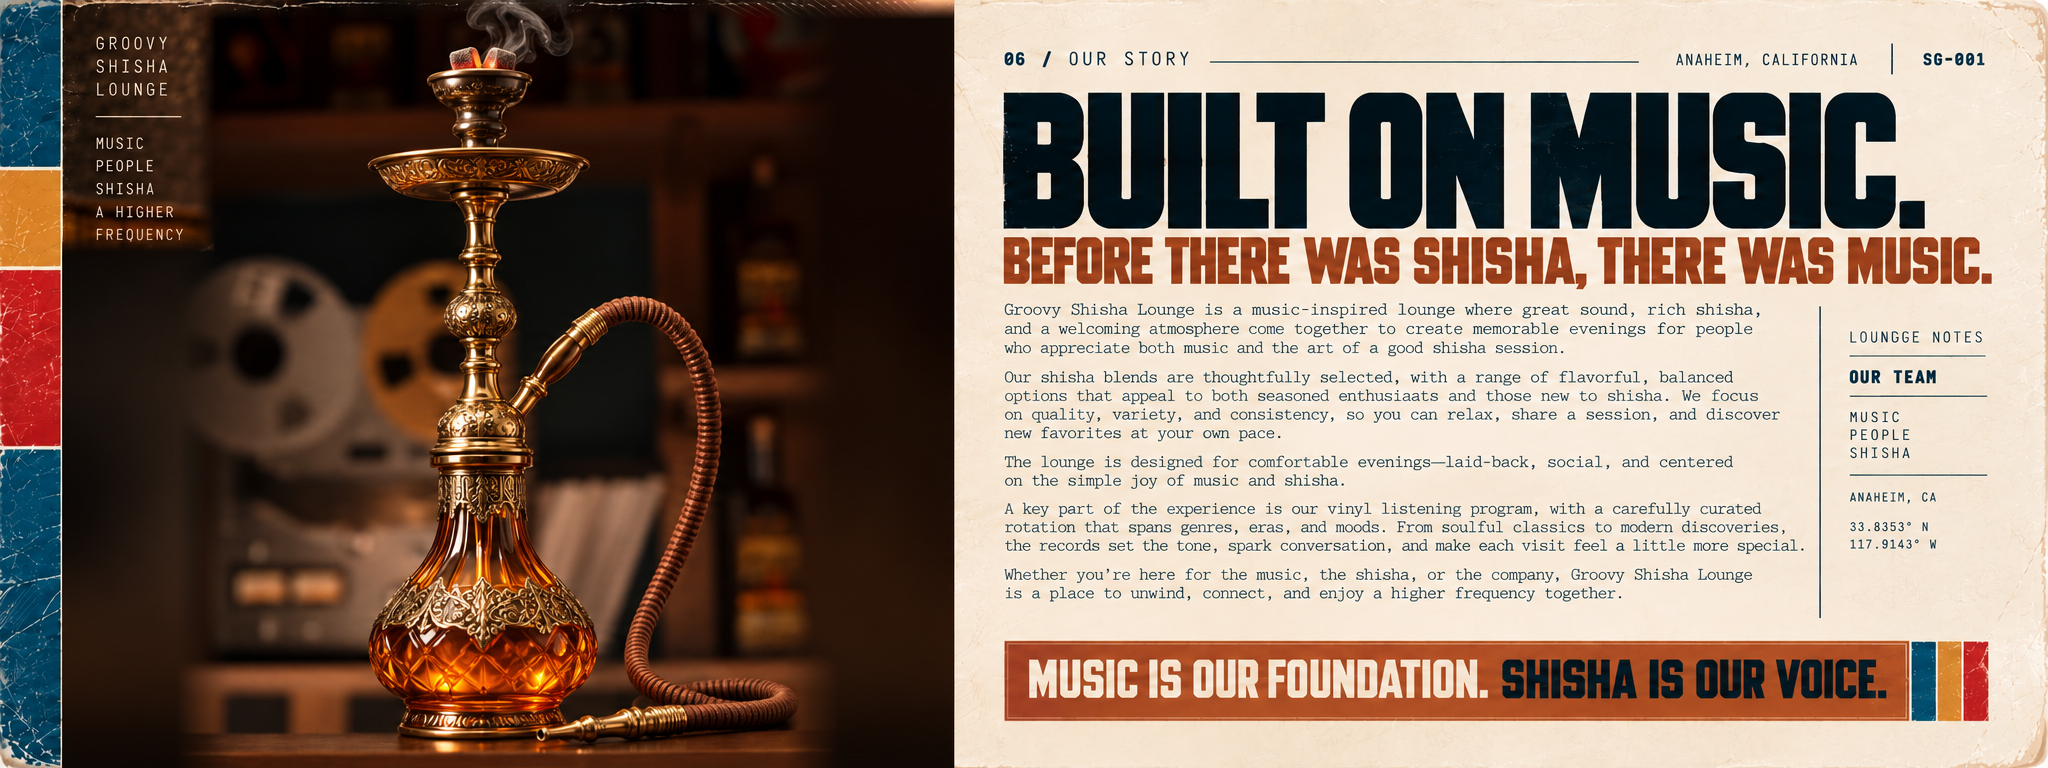 GROOVY
SHISHA
LOUNGE
MUSIC
PEOPLE
SHISHA
A HIGHER
FREQUENCY
06 / OUR STORY
ANAHEIM, CALIFORNIA
SG-001
BUILT ON MUSIC.
BEFORE THERE WAS SHISHA, THERE WAS MUSIC.
Groovy Shisha Lounge is a music-inspired lounge where great sound, rich shisha,
and a welcoming atmosphere come together to create memorable evenings for people
who appreciate both music and the art of a good shisha session.
Our shisha blends are thoughtfully selected, with a range of flavorful, balanced
options that appeal to both seasoned enthusiaats and those new to shisha. We focus
on quality, variety, and consistency, so you can relax, share a session, and discover
new favorites at your own pace.
The lounge is designed for comfortable evenings—laid-back, social, and centered
on the simple joy of music and shisha.
A key part of the experience is our vinyl listening program, with a carefully curated
rotation that spans genres, eras, and moods. From soulful classics to modern discoveries,
the records set the tone, spark conversation, and make each visit feel a little more special.
Whether you're here for the music, the shisha, or the company, Groovy Shisha Lounge
is a place to unwind, connect, and enjoy a higher frequency together.
LOUNGGE NOTES
OUR TEAM
MUSIC
PEOPLE
SHISHA
ANAHEIM, CA
33.8353° N
117.9143° W
MUSIC IS OUR FOUNDATION. SHISHA IS OUR VOICE.